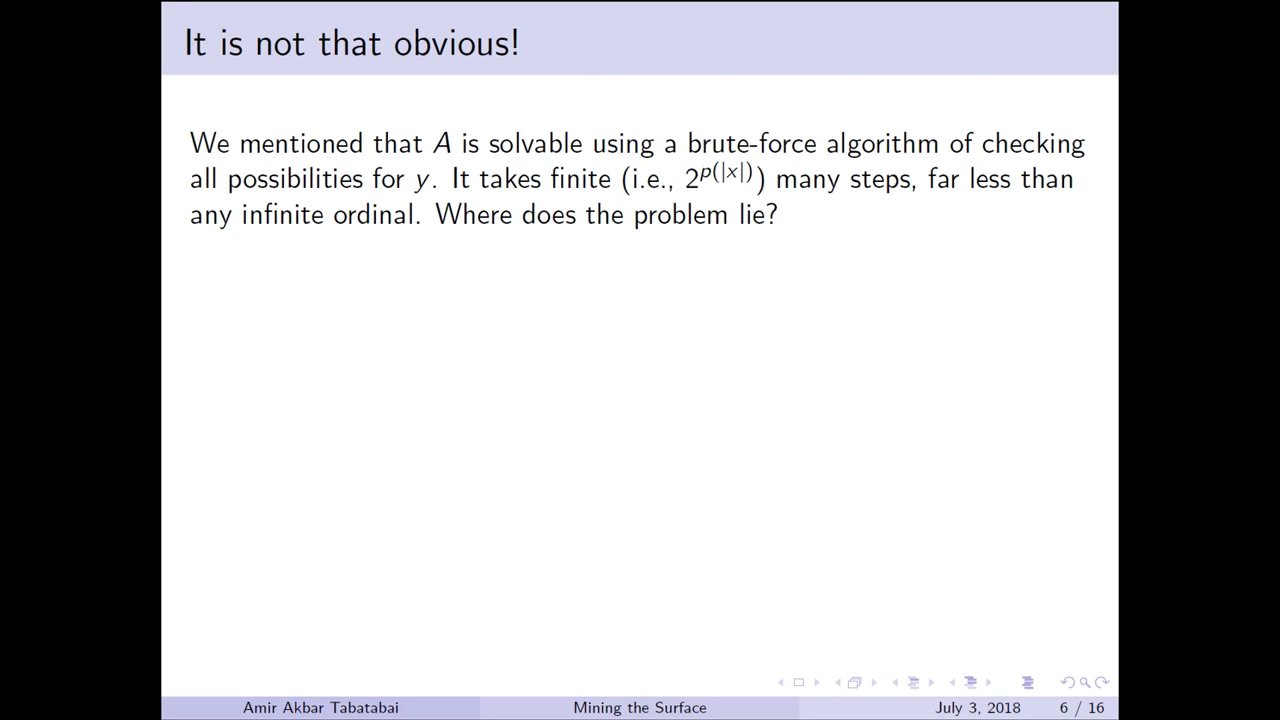 It is not that obvious!
We mentioned that A is solvable using a brute-force algorithm of checking
all possibilities for y. It takes finite (i.e., 2^{p(|x|)}) many steps, far less than
any infinite ordinal. Where does the problem lie?
Amir Akbar Tabatabai Mining the Surface July 3, 2018 6 / 16